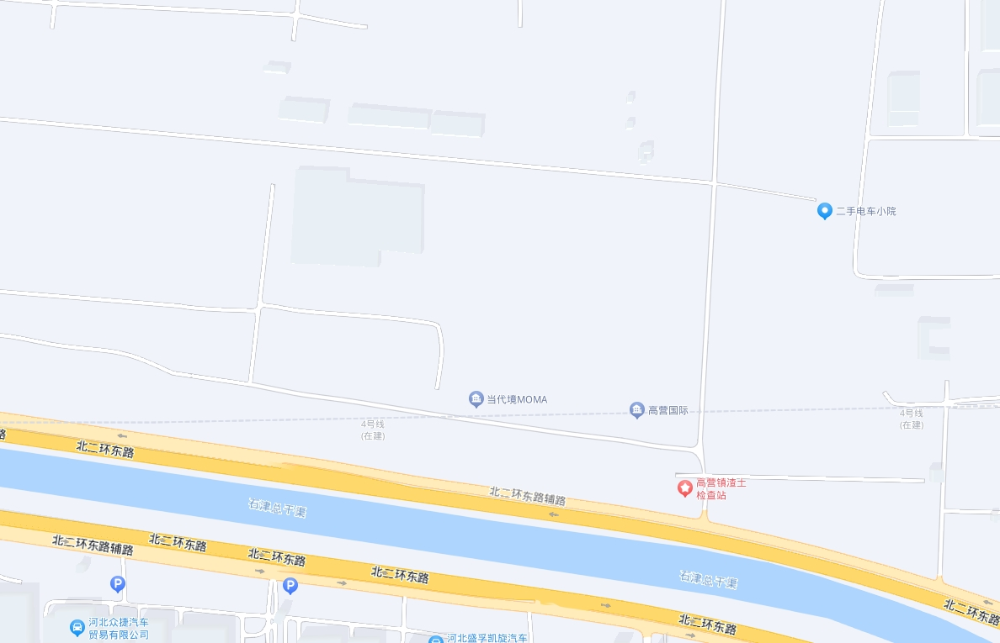 二手电车小院
当代境MOMA
高营国际
4号线
(在建)
4号线
(在建)
路
北二环东路
高营镇渣土
检查站
北二环东路辅路
石津总干渠
北二环东路辅路
北二环东路
北二环东路
北二环东路
石津总干渠
P
P
北二环东路
北二环东路
河北众捷汽车
贸易有限公司
河北盛孚凯旋汽车